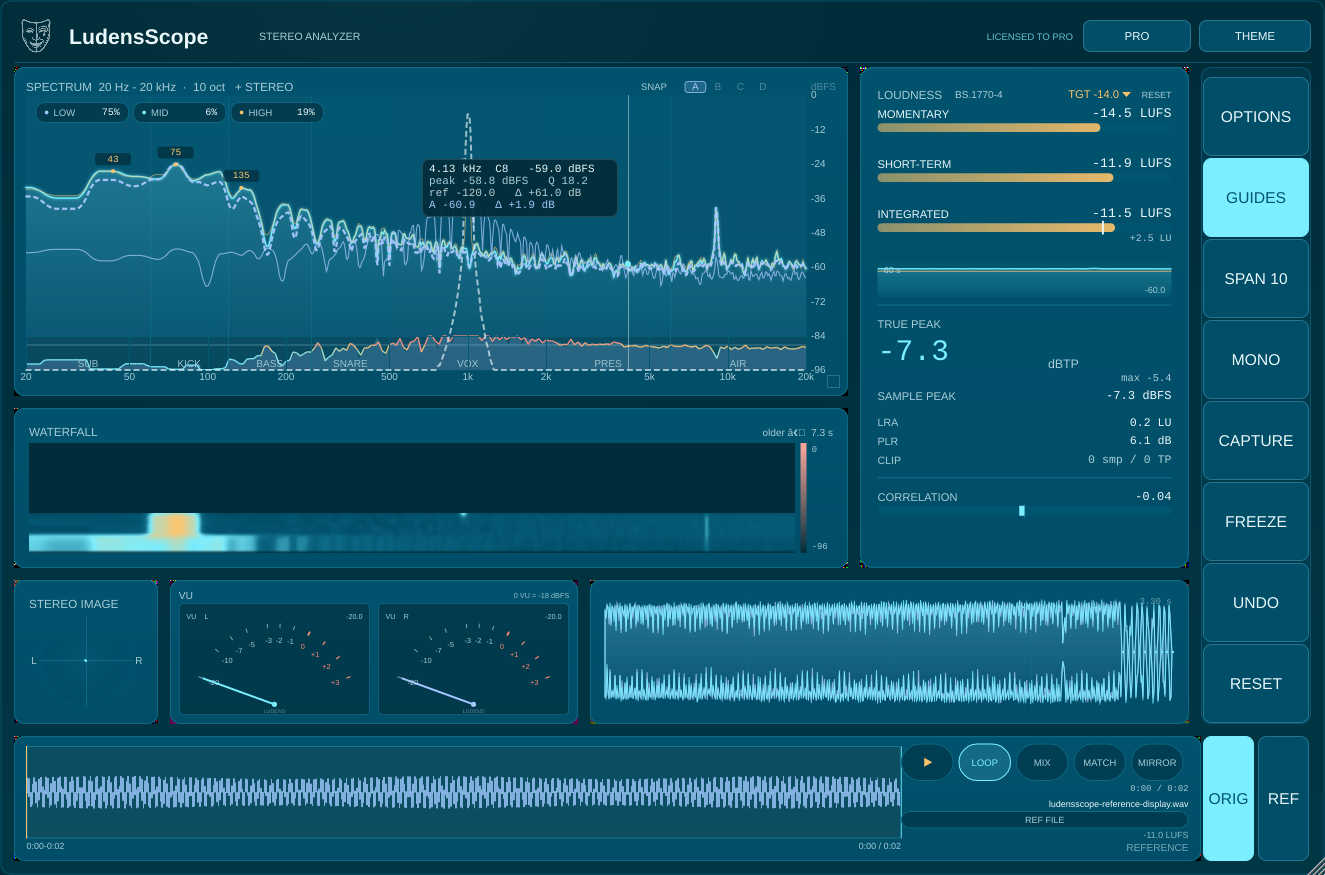 LudensScope
STEREO ANALYZER
LICENSED TO PRO
PRO
THEME
SPECTRUM 20 Hz - 20 kHz · 10 oct + STEREO
SNAP A B C D dBFS
LOW 75% MID 6% HIGH 19%
0
-12
-24
-36
-48
-60
-72
-84
-96
43
75
135
4.13 kHz C8 -59.0 dBFS
peak -58.8 dBFS Q 18.2
ref -120.0 Δ +61.0 dB
A -60.9 Δ +1.9 dB
SUB KICK BASS SNARE VOX PRES AIR
20 50 100 200 500 1k 2k 5k 10k 20k
WATERFALL
older â€□ 7.3 s
0
-96
LOUDNESS BS.1770-4 TGT -14.0 RESET
MOMENTARY -14.5 LUFS
SHORT-TERM -11.9 LUFS
INTEGRATED -11.5 LUFS
+2.5 LU
60 s
-60.0
TRUE PEAK
-7.3 dBTP
max -5.4
SAMPLE PEAK -7.3 dBFS
LRA 0.2 LU
PLR 6.1 dB
CLIP 0 smp / 0 TP
CORRELATION -0.04
OPTIONS
GUIDES
SPAN 10
MONO
CAPTURE
FREEZE
UNDO
RESET
STEREO IMAGE
L R
VU
0 VU = -18 dBFS
VU L -20.0
-20 -10 -7 -5 -3 -2 -1 0 +1 +2 +3
LUDENS
VU R -20.0
-20 -10 -7 -5 -3 -2 -1 0 +1 +2 +3
LUDENS
3.30 s
0:00-0:02
0:00 / 0:02
LOOP
MIX
MATCH
MIRROR
0:00 / 0:02
ludensscope-reference-display.wav
REF FILE
-11.0 LUFS
REFERENCE
ORIG
REF